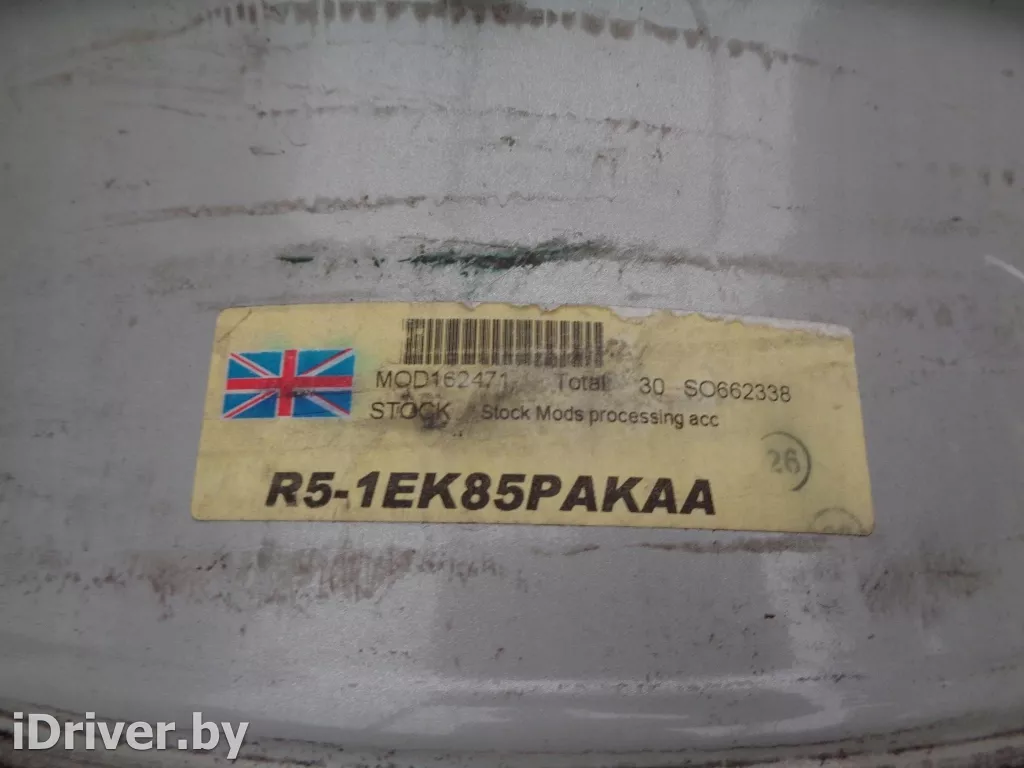 MOD162471 Total 30 SO662338
STOCK Stock Mods processing acc
26
R5-1EK85PAKAA
iDriver.by